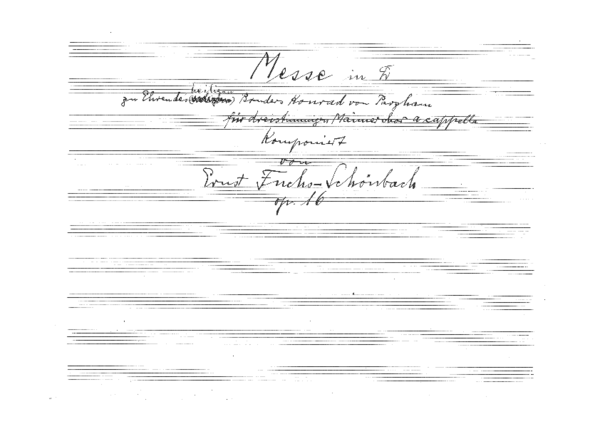 Messe in F
heiligen
zu Ehren des Bruders Konrad von Parzham
für dreistimmigen Männerchor a cappella
Komponiert
von
Ernst Fuchs-Schönbach
op. 16